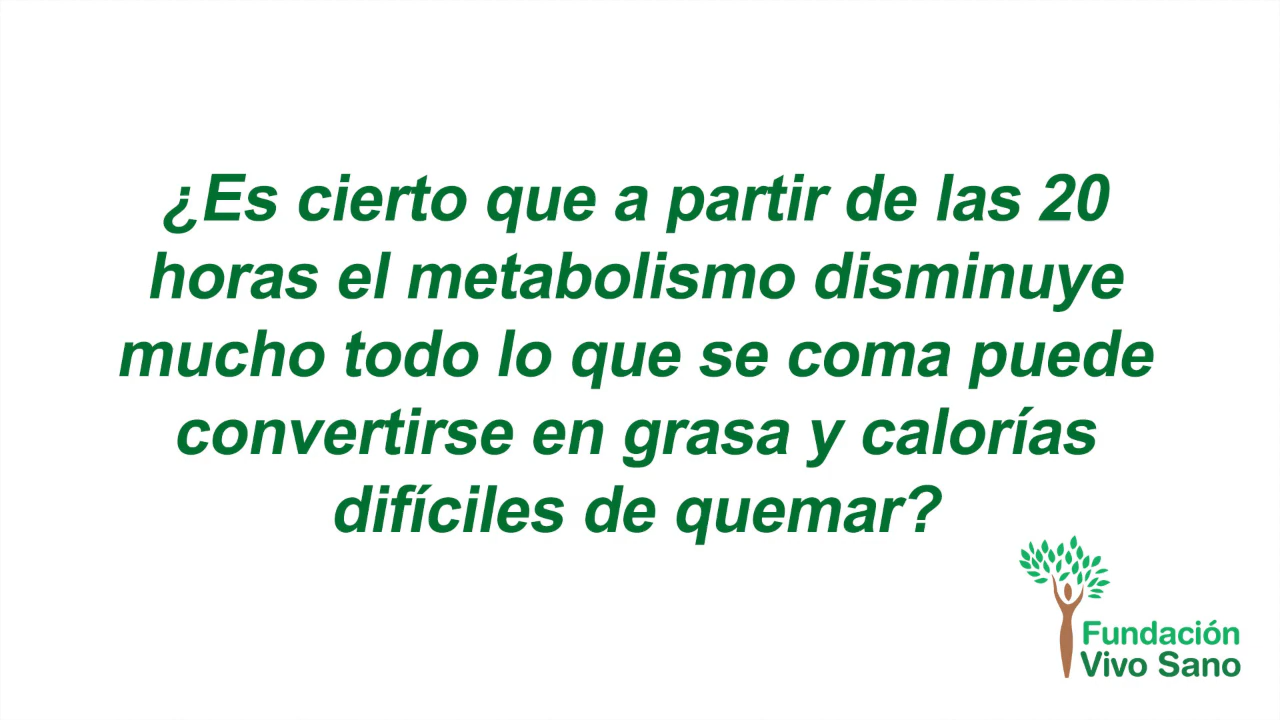 ¿Es cierto que a partir de las 20
horas el metabolismo disminuye
mucho todo lo que se coma puede
convertirse en grasa y calorías
difíciles de quemar?
Fundación
Vivo Sano